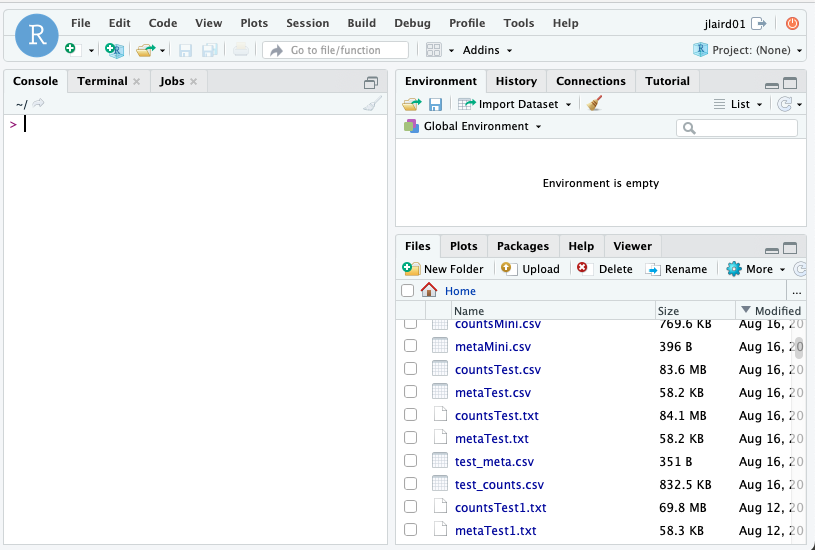 R
File Edit Code View Plots Session Build Debug Profile Tools Help
jlaird01
Go to file/function
Addins
R Project: (None)
Console Terminal Jobs
~/
>
Environment History Connections Tutorial
Import Dataset
List
Global Environment
Environment is empty
Files Plots Packages Help Viewer
New Folder Upload Delete Rename More
Home
...
Name Size Modified
countsMini.csv 769.6 KB Aug 16, 20
metaMini.csv 396 B Aug 16, 20
countsTest.csv 83.6 MB Aug 16, 20
metaTest.csv 58.2 KB Aug 16, 20
countsTest.txt 84.1 MB Aug 16, 20
metaTest.txt 58.2 KB Aug 16, 20
test_meta.csv 351 B Aug 16, 20
test_counts.csv 832.5 KB Aug 16, 20
countsTest1.txt 69.8 MB Aug 12, 20
metaTest1.txt 58.3 KB Aug 12, 20